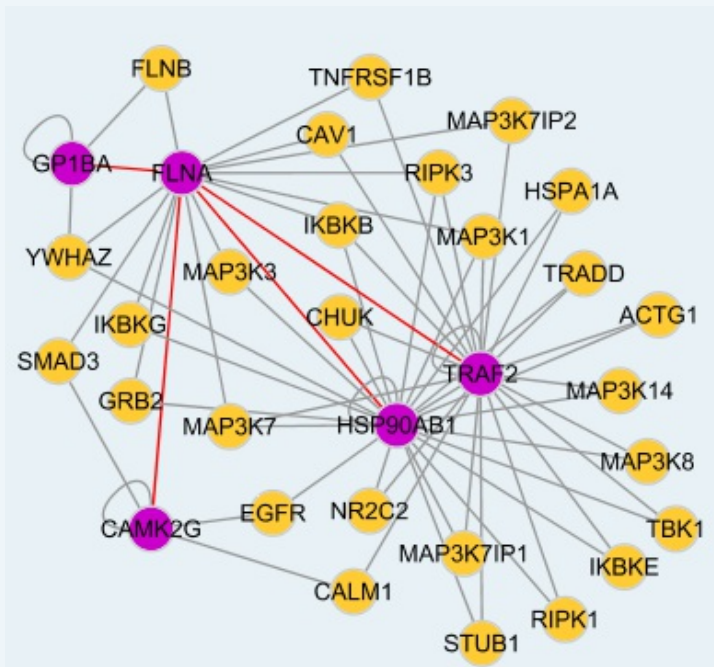 FLNB
TNFRSF1B
CAV1
MAP3K7IP2
GP1BA
FLNA
RIPK3
HSPA1A
IKBKB
MAP3K1
YWHAZ
MAP3K3
TRADD
IKBKG
CHUK
ACTG1
SMAD3
TRAF2
GRB2
MAP3K14
MAP3K7
HSP90AB1
MAP3K8
CAMK2G
EGFR
NR2C2
TBK1
MAP3K7IP1
IKBKE
CALM1
RIPK1
STUB1